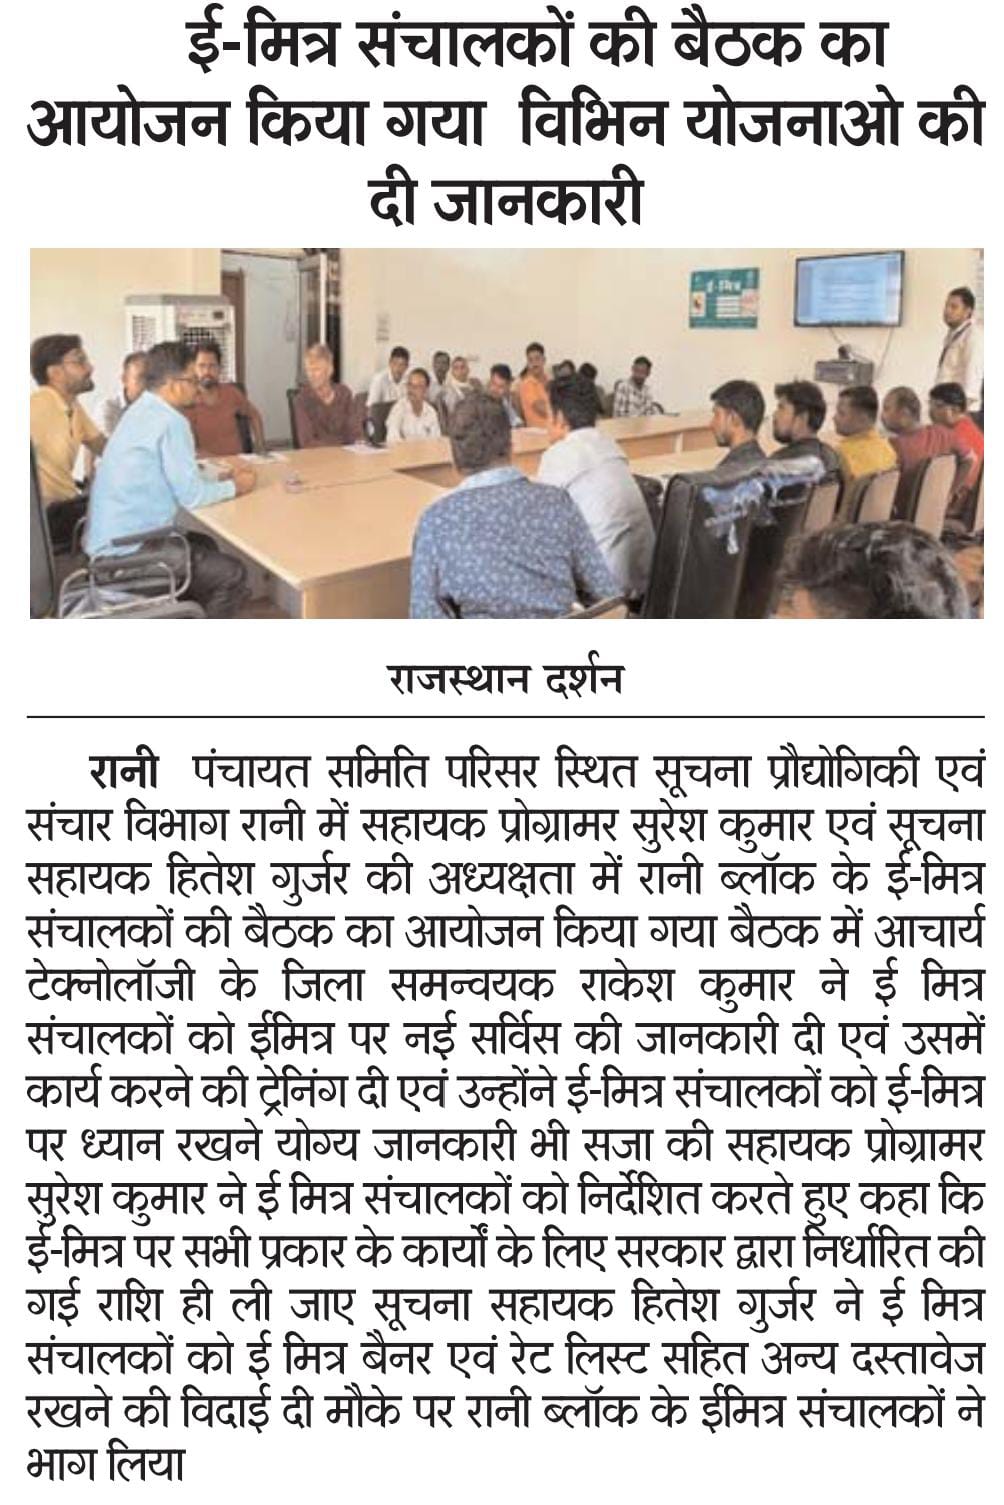 ई-मित्र संचालकों की बैठक का
आयोजन किया गया विभिन योजनाओ की
दी जानकारी
ई-मित्र
राजस्थान दर्शन
रानी पंचायत समिति परिसर स्थित सूचना प्रौद्योगिकी एवं
संचार विभाग रानी में सहायक प्रोग्रामर सुरेश कुमार एवं सूचना
सहायक हितेश गुर्जर की अध्यक्षता में रानी ब्लॉक के ई-मित्र
संचालकों की बैठक का आयोजन किया गया बैठक में आचार्य
टेक्नोलॉजी के जिला समन्वयक राकेश कुमार ने ई मित्र
संचालकों को ईमित्र पर नई सर्विस की जानकारी दी एवं उसमें
कार्य करने की ट्रेनिंग दी एवं उन्होंने ई-मित्र संचालकों को ई-मित्र
पर ध्यान रखने योग्य जानकारी भी सजा की सहायक प्रोग्रामर
सुरेश कुमार ने ई मित्र संचालकों को निर्देशित करते हुए कहा कि
ई-मित्र पर सभी प्रकार के कार्यों के लिए सरकार द्वारा निर्धारित की
गई राशि ही ली जाए सूचना सहायक हितेश गुर्जर ने ई मित्र
संचालकों को ई मित्र बैनर एवं रेट लिस्ट सहित अन्य दस्तावेज
रखने की विदाई दी मौके पर रानी ब्लॉक के ईमित्र संचालकों ने
भाग लिया